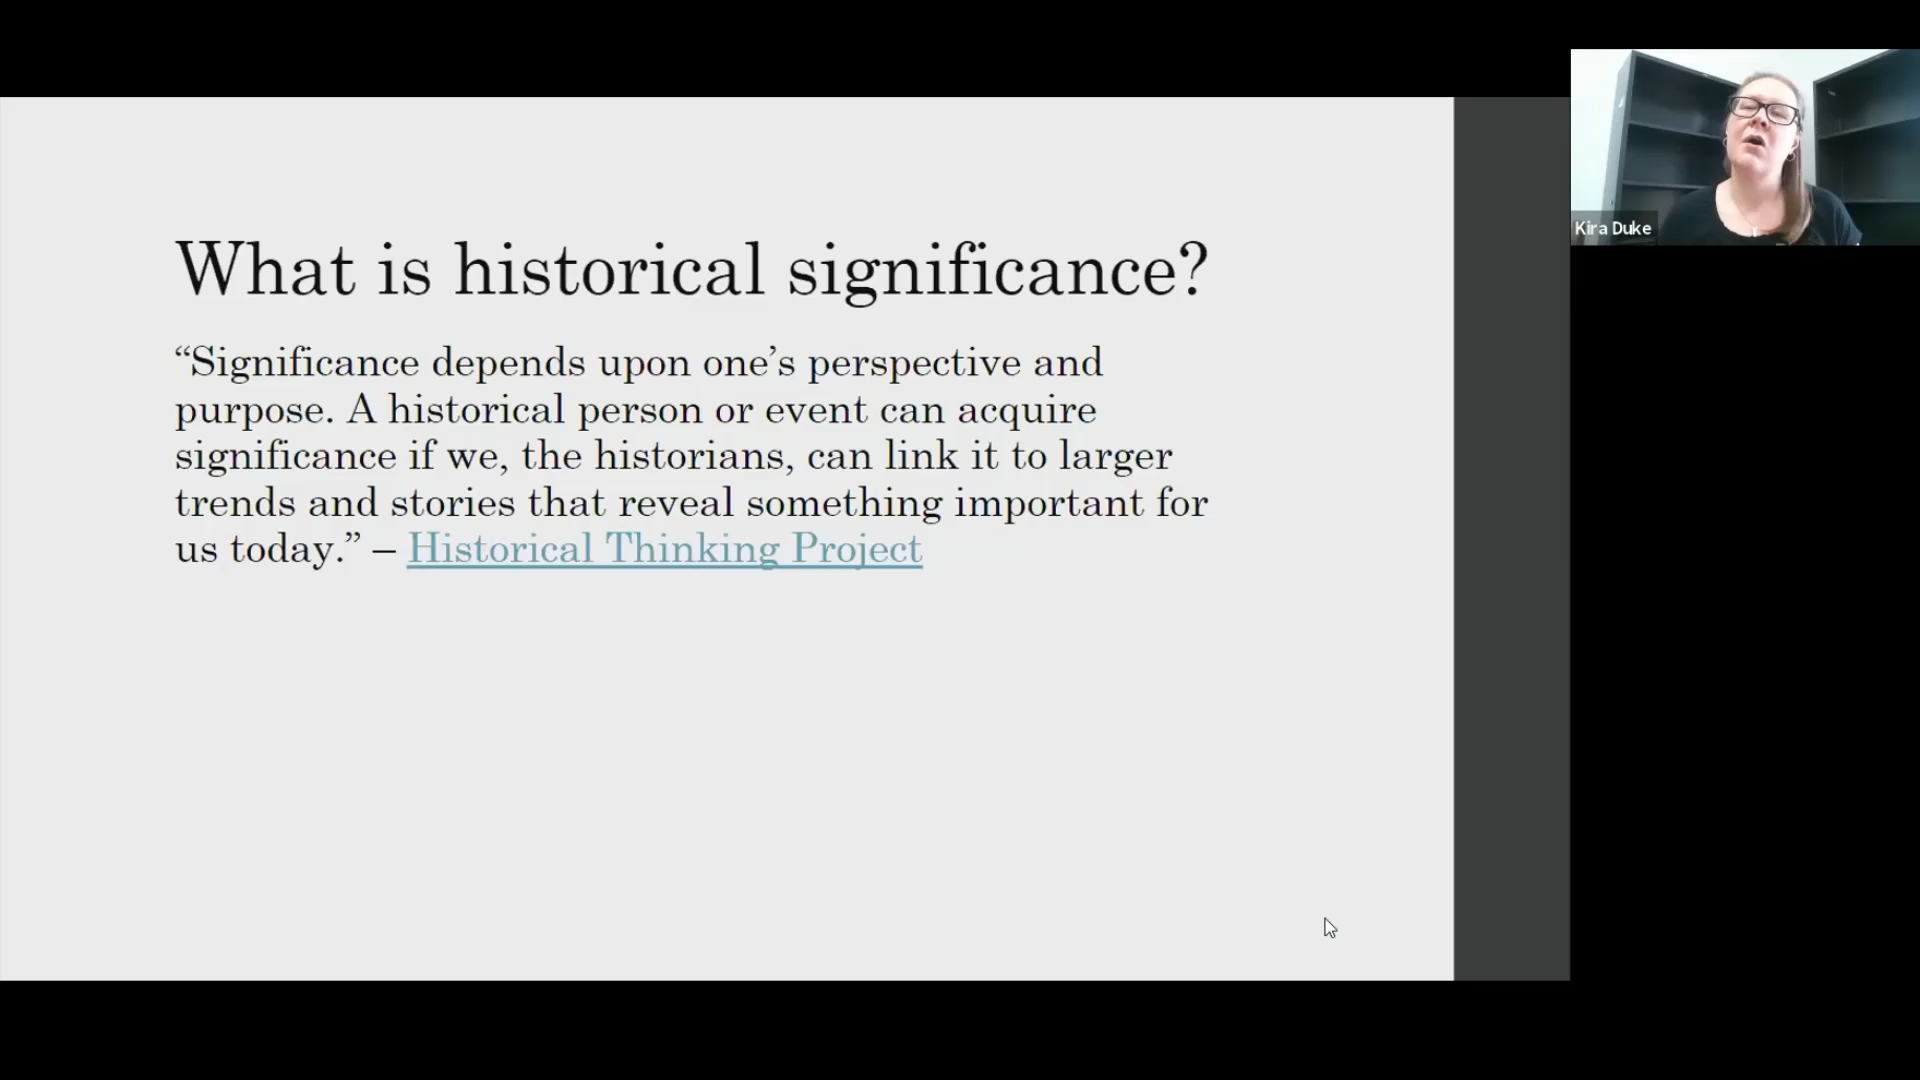 What is historical significance?
“Significance depends upon one’s perspective and
purpose. A historical person or event can acquire
significance if we, the historians, can link it to larger
trends and stories that reveal something important for
us today.” – Historical Thinking Project
Kira Duke